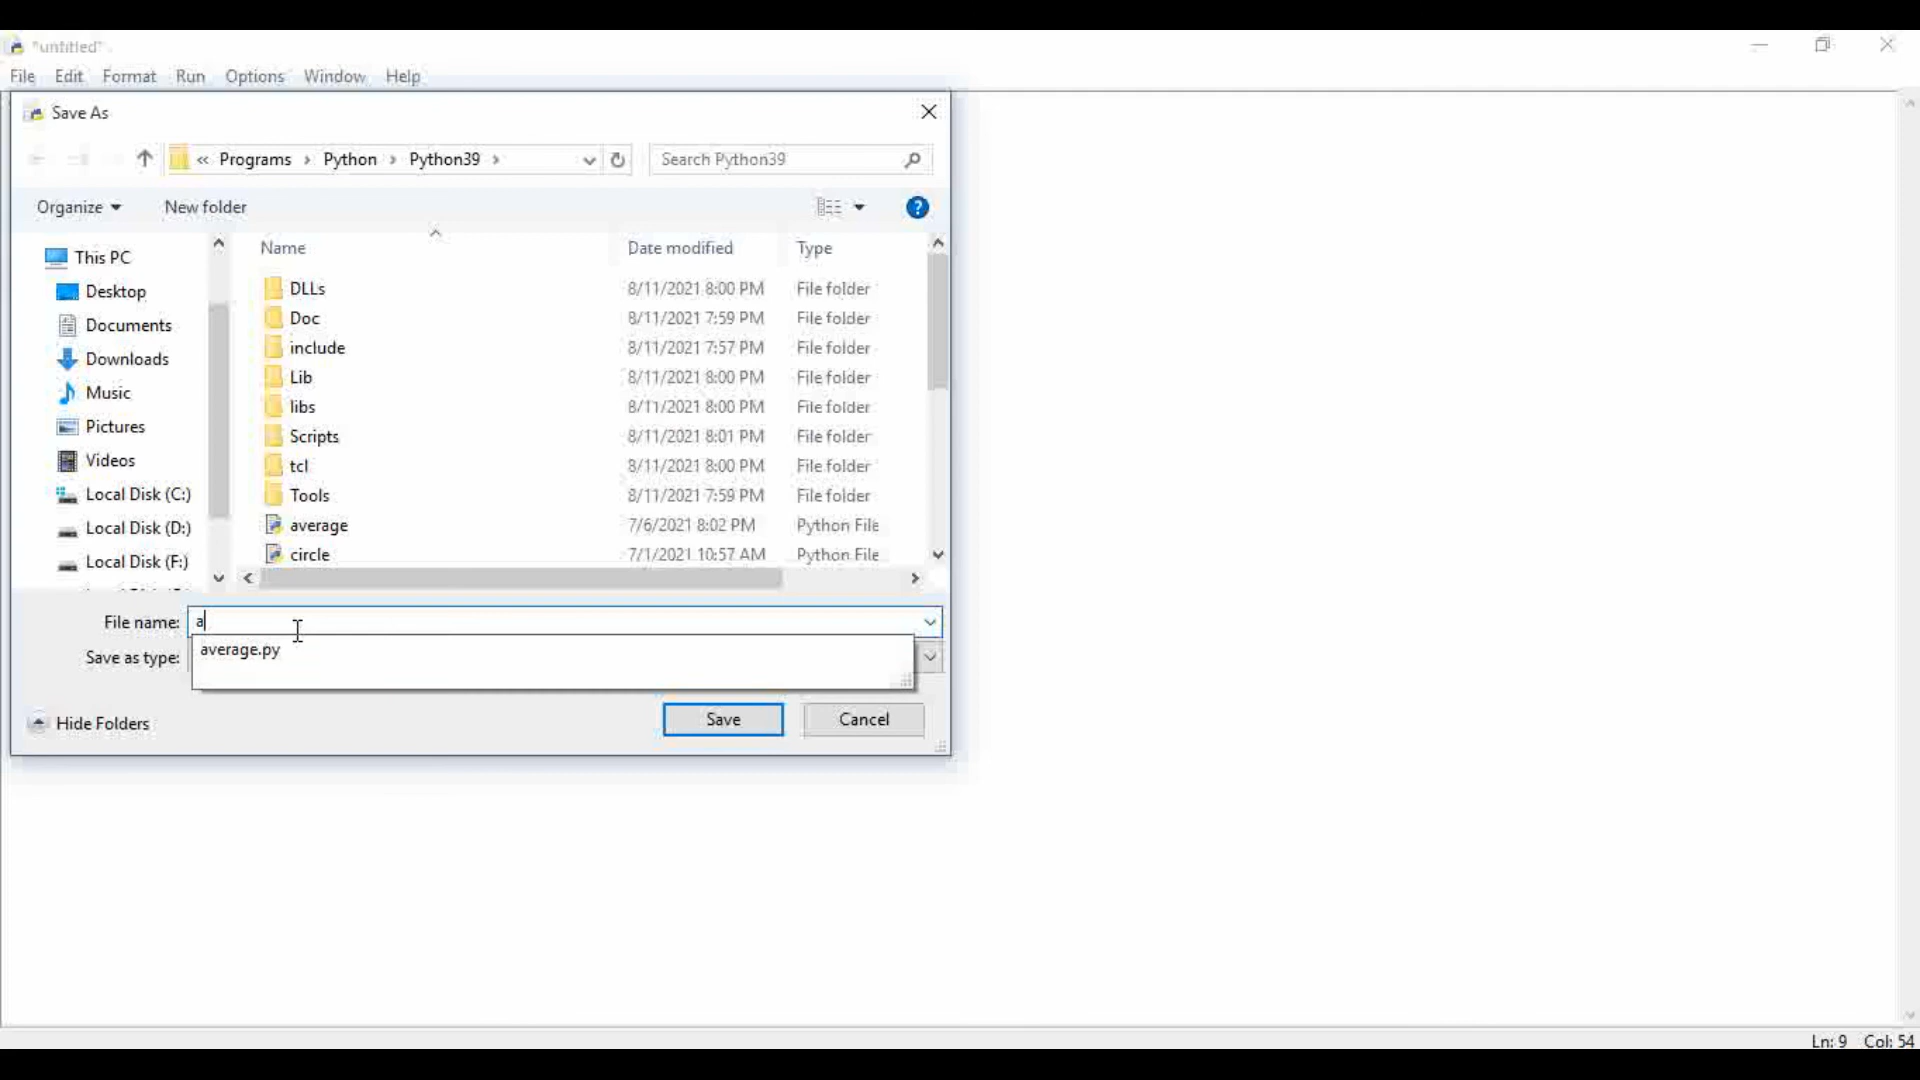 *untitled*
File Edit Format Run Options Window Help
Save As
« Programs › Python › Python39 ›
Search Python39
Organize New folder
?
This PC
Desktop
Documents
Downloads
Music
Pictures
Videos
Local Disk (C:)
Local Disk (D:)
Local Disk (F:)
Name Date modified Type
DLLs 8/11/2021 8:00 PM File folder
Doc 8/11/2021 7:59 PM File folder
include 8/11/2021 7:57 PM File folder
Lib 8/11/2021 8:00 PM File folder
libs 8/11/2021 8:00 PM File folder
Scripts 8/11/2021 8:01 PM File folder
tcl 8/11/2021 8:00 PM File folder
Tools 8/11/2021 7:59 PM File folder
average 7/6/2021 8:02 PM Python File
circle 7/1/2021 10:57 AM Python File
File name: a
average.py
Save as type:
Hide Folders
Save Cancel
Ln: 9 Col: 54